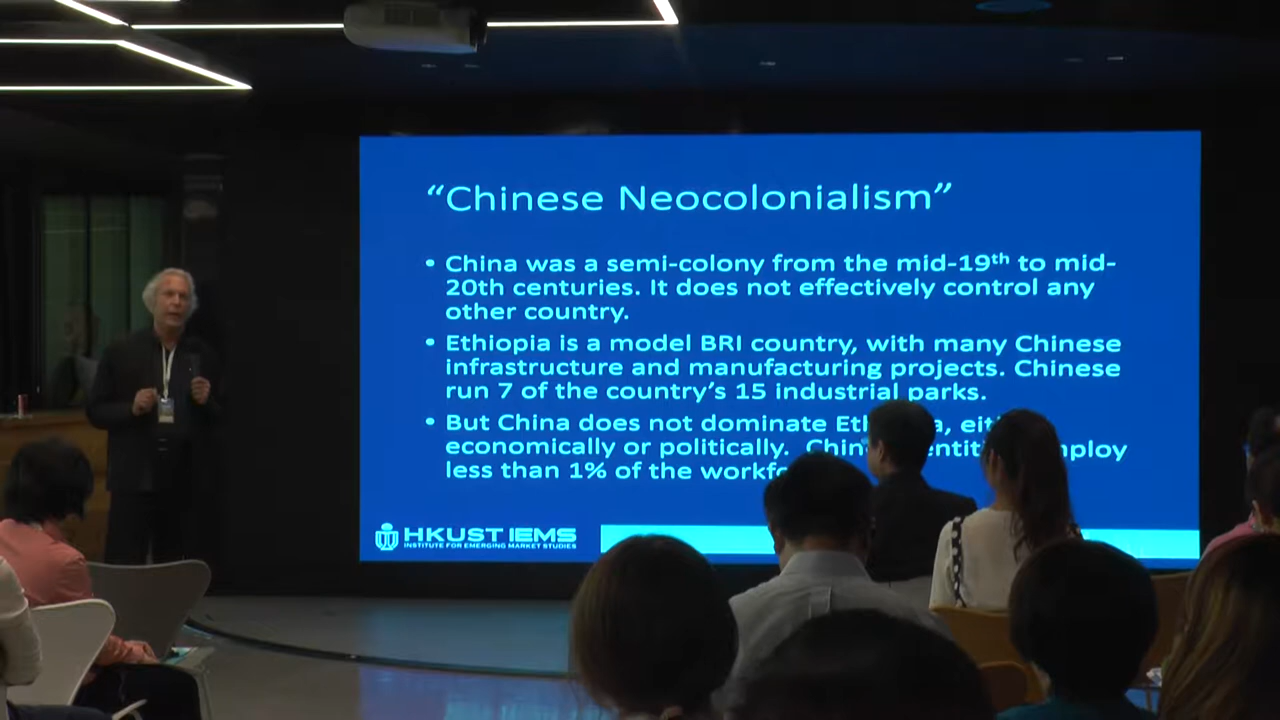 “Chinese Neocolonialism”
• China was a semi-colony from the mid-19th to mid-
20th centuries. It does not effectively control any
other country.
• Ethiopia is a model BRI country, with many Chinese
infrastructure and manufacturing projects. Chinese
run 7 of the country’s 15 industrial parks.
• But China does not dominate
economically or politically.
less than 1% of the
HKUST IEMS
INSTITUTE FOR EMERGING MARKET STUDIES